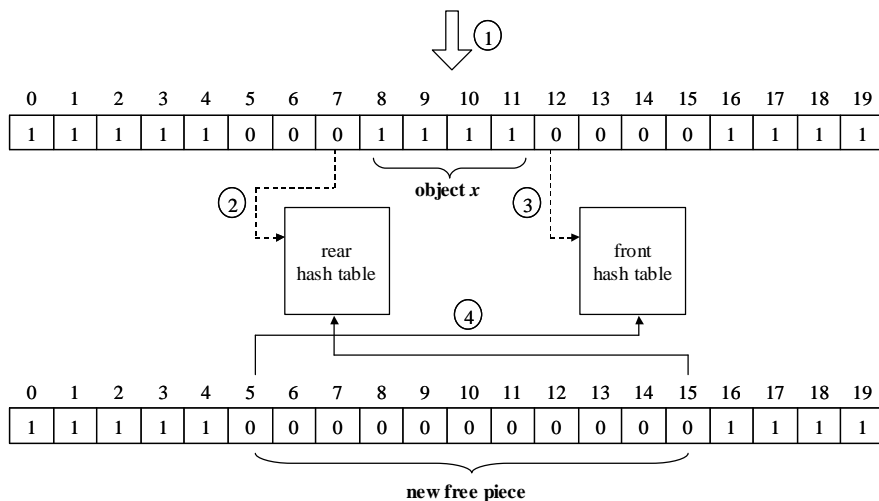 1
0 1 2 3 4 5 6 7 8 9 10 11 12 13 14 15 16 17 18 19
1 1 1 1 1 0 0 0 1 1 1 1 0 0 0 0 1 1 1 1
object x
2
3
rear
hash table
front
hash table
4
0 1 2 3 4 5 6 7 8 9 10 11 12 13 14 15 16 17 18 19
1 1 1 1 1 0 0 0 0 0 0 0 0 0 0 0 1 1 1 1
new free piece